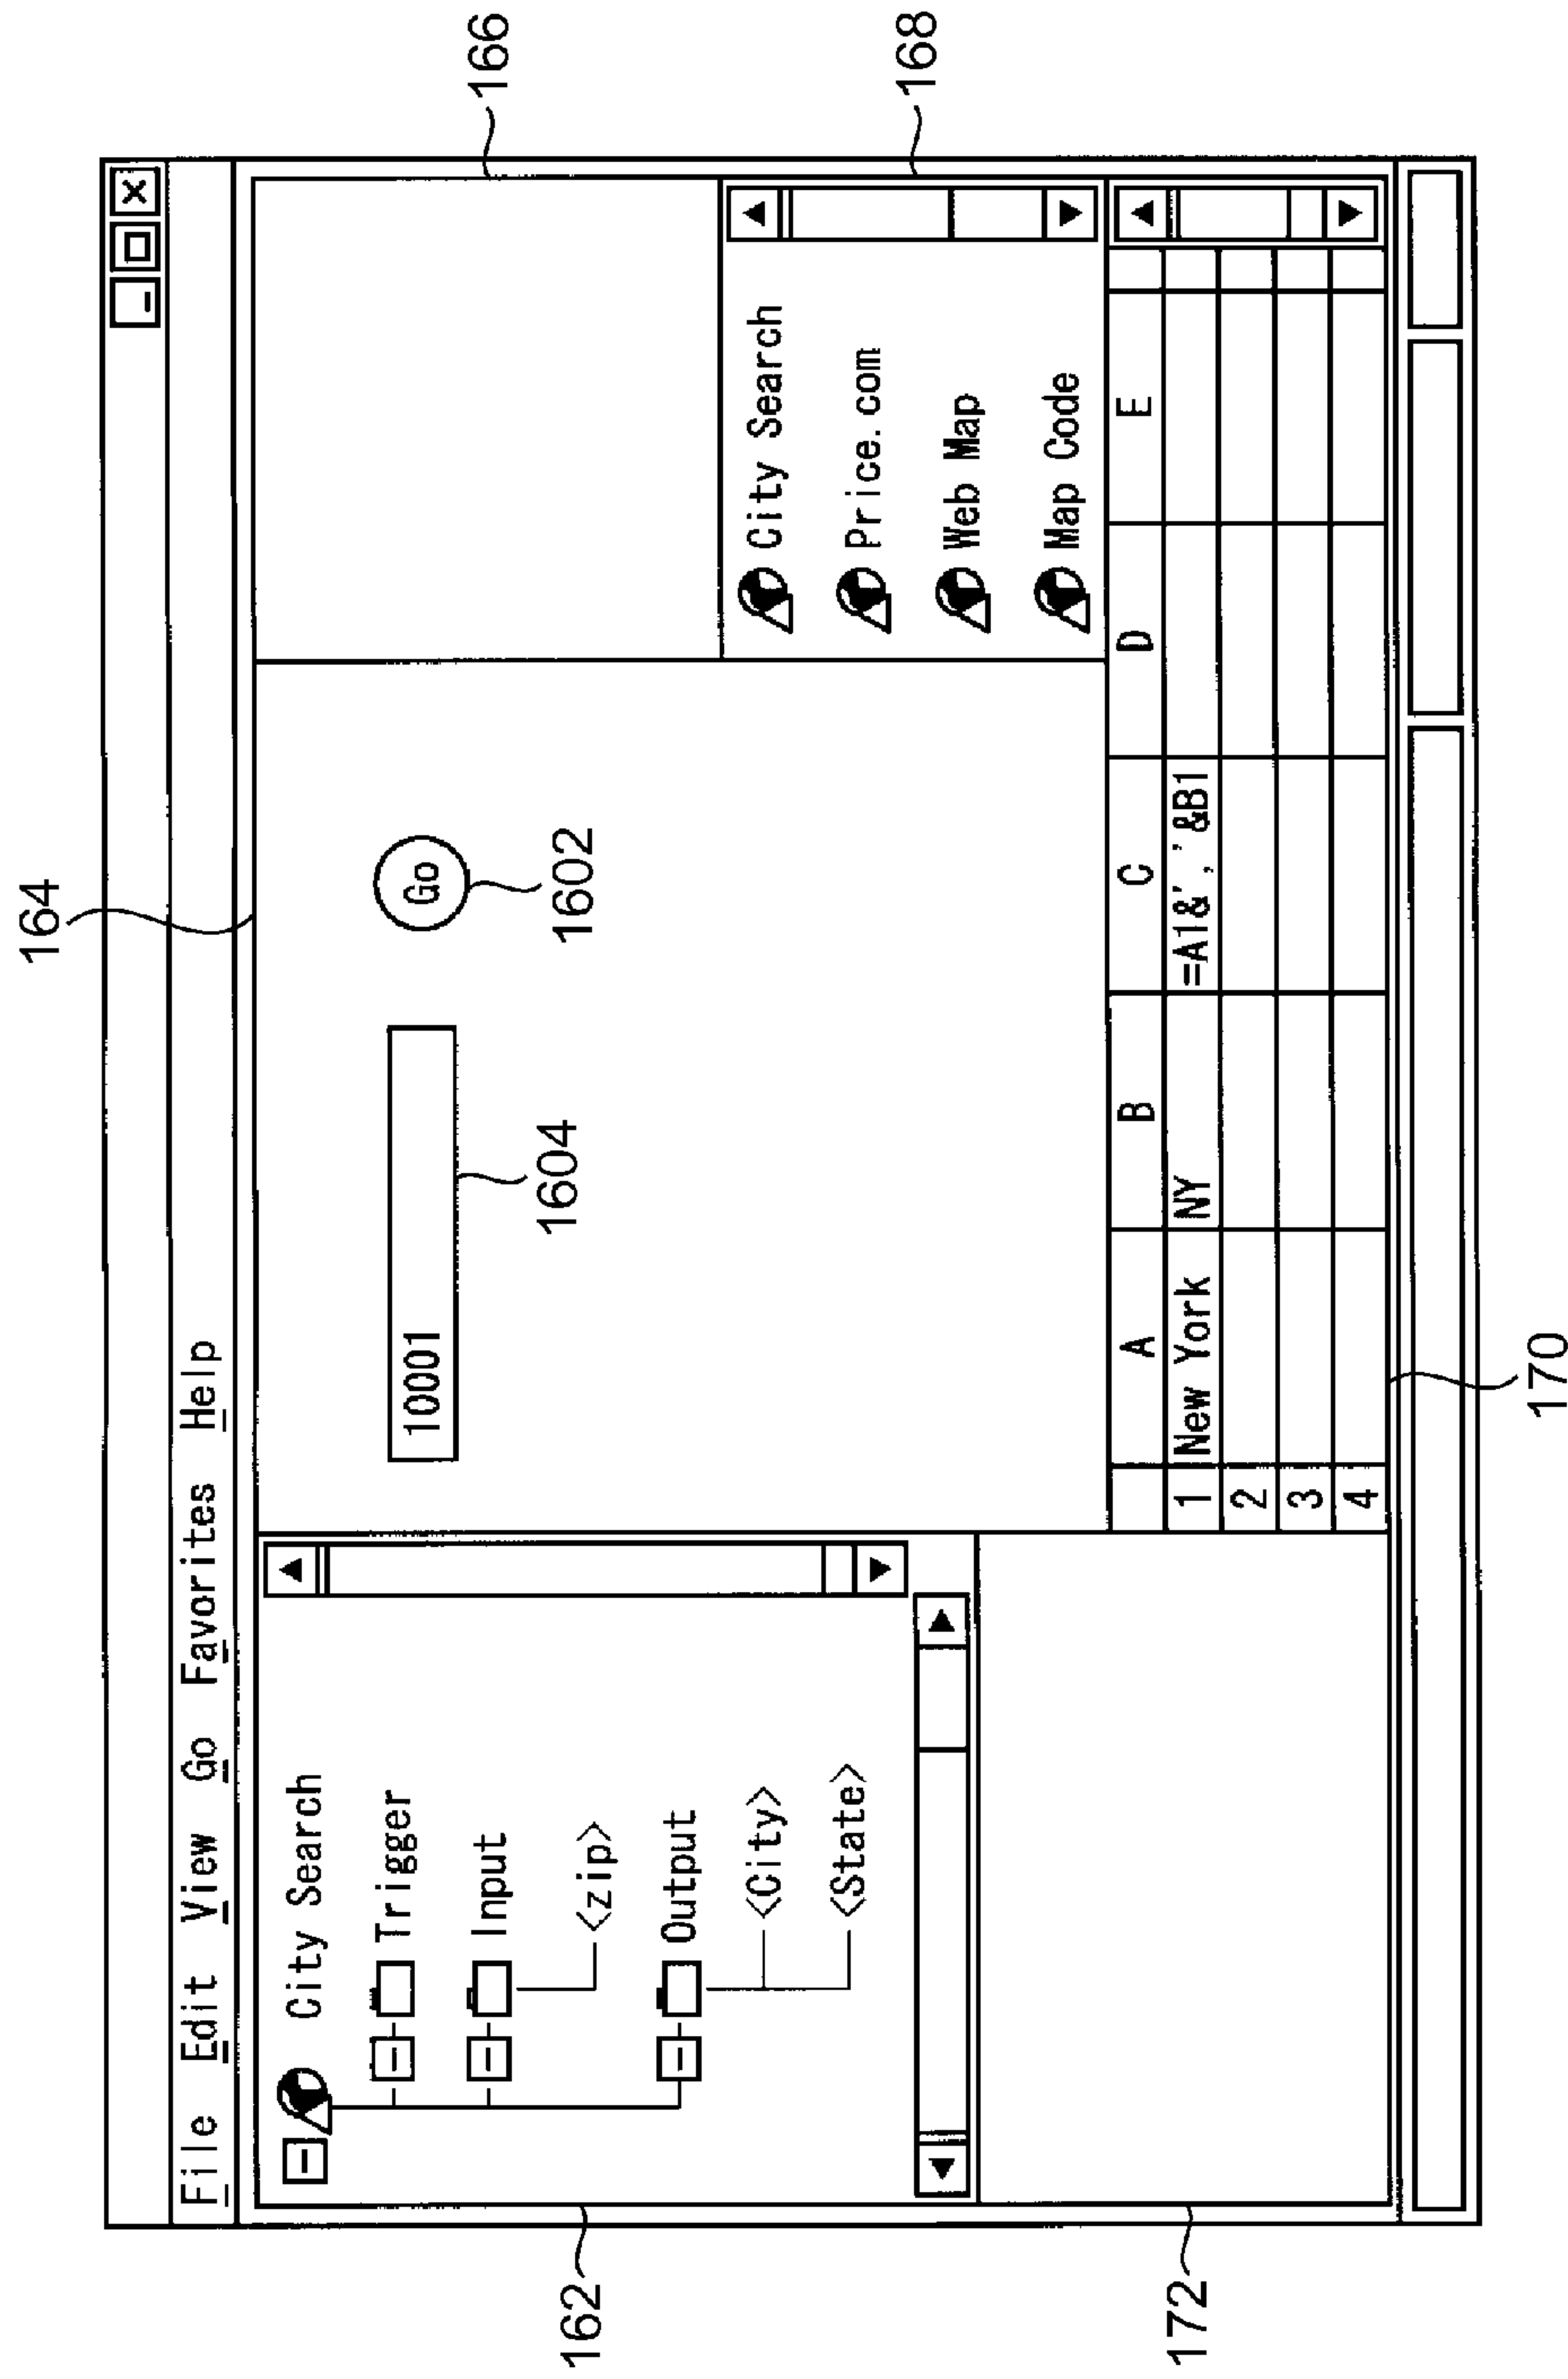 164
File Edit View Go Favorites Help
City Search
Trigger
Input
<zip>
Output
<City>
<State>
10001
Go
1604
1602
City Search
Price.com
Web Map
Map Code
A B C D E
1 New York NY =A1&','&B1
2
3
4
162
172
166
168
170